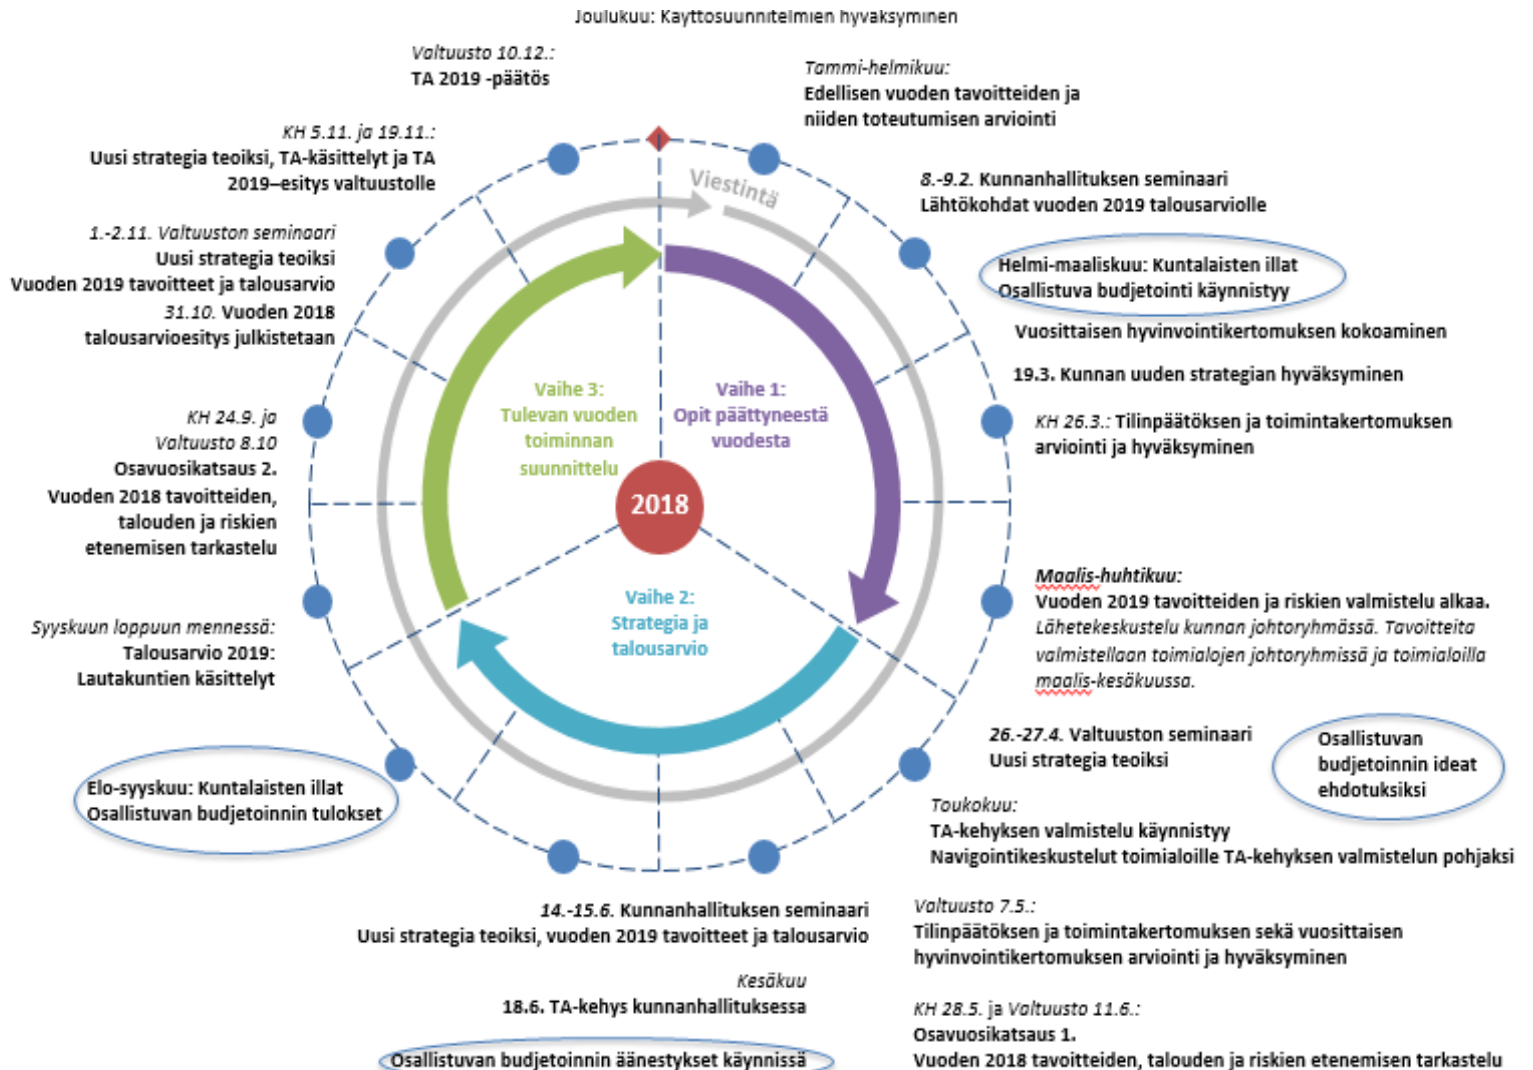 Joulukuu: Käyttösuunnitelmien hyväksyminen
Valtuusto 10.12.:
TA 2019 -päätös
Tammi-helmikuu:
Edellisen vuoden tavoitteiden ja
niiden toteutumisen arviointi
KH 5.11. ja 19.11.:
Uusi strategia teoiksi, TA-käsittelyt ja TA
2019–esitys valtuustolle
Viestintä
8.-9.2. Kunnanhallituksen seminaari
Lähtökohdat vuoden 2019 talousarviolle
1.-2.11. Valtuuston seminaari
Uusi strategia teoiksi
Vuoden 2019 tavoitteet ja talousarvio
31.10. Vuoden 2018
talousarvioesitys julkistetaan
Helmi-maaliskuu: Kuntalaisten illat
Osallistuva budjetointi käynnistyy
Vuosittaisen hyvinvointikertomuksen kokoaminen
19.3. Kunnan uuden strategian hyväksyminen
KH 26.3.: Tilinpäätöksen ja toimintakertomuksen
arviointi ja hyväksyminen
Vaihe 3:
Tulevan vuoden
toiminnan
suunnittelu
Vaihe 1:
Opit päättyneestä
vuodesta
KH 24.9. ja
Valtuusto 8.10
Osavuosikatsaus 2.
Vuoden 2018 tavoitteiden,
talouden ja riskien
etenemisen tarkastelu
2018
Vaihe 2:
Strategia ja
talousarvio
Maalis-huhtikuu:
Vuoden 2019 tavoitteiden ja riskien valmistelu alkaa.
Lähetekeskustelu kunnan johtoryhmässä. Tavoitteita
valmistellaan toimialojen johtoryhmissä ja toimialoilla
maalis-kesäkuussa.
Syyskuun loppuun mennessä:
Talousarvio 2019:
Lautakuntien käsittelyt
26.-27.4. Valtuuston seminaari
Uusi strategia teoiksi
Osallistuvan
budjetoinnin ideat
ehdotuksiksi
Elo-syyskuu: Kuntalaisten illat
Osallistuvan budjetoinnin tulokset
Toukokuu:
TA-kehyksen valmistelu käynnistyy
Navigointikeskustelut toimialoille TA-kehyksen valmistelun pohjaksi
14.-15.6. Kunnanhallituksen seminaari
Uusi strategia teoiksi, vuoden 2019 tavoitteet ja talousarvio
Valtuusto 7.5.:
Tilinpäätöksen ja toimintakertomuksen sekä vuosittaisen
hyvinvointikertomuksen arviointi ja hyväksyminen
Kesäkuu
18.6. TA-kehys kunnanhallituksessa
Osallistuvan budjetoinnin äänestykset käynnissä
KH 28.5. ja Valtuusto 11.6.:
Osavuosikatsaus 1.
Vuoden 2018 tavoitteiden, talouden ja riskien etenemisen tarkastelu